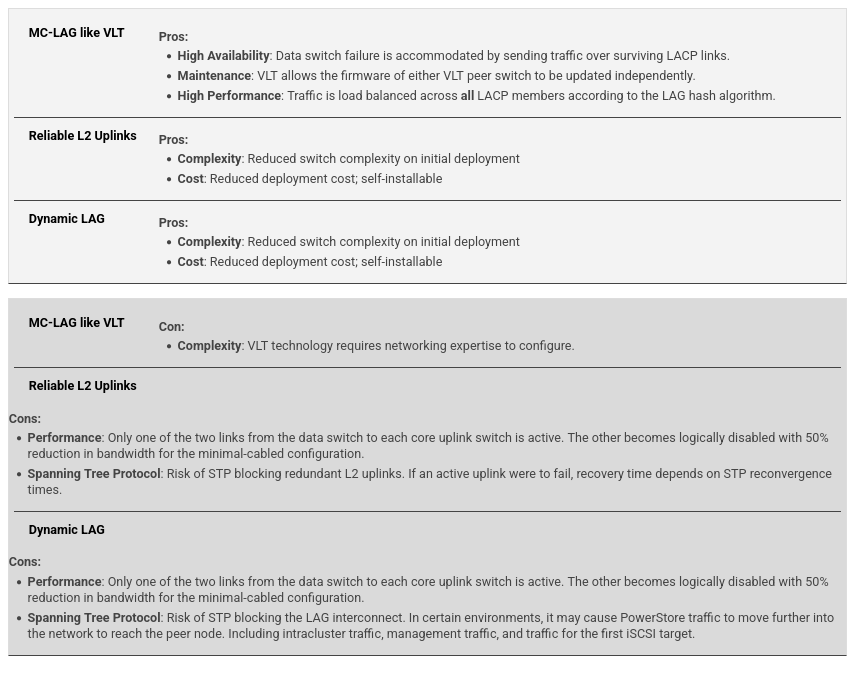 MC-LAG like VLT
Pros:
• High Availability: Data switch failure is accommodated by sending traffic over surviving LACP links.
• Maintenance: VLT allows the firmware of either VLT peer switch to be updated independently.
• High Performance: Traffic is load balanced across all LACP members according to the LAG hash algorithm.
Reliable L2 Uplinks
Pros:
• Complexity: Reduced switch complexity on initial deployment
• Cost: Reduced deployment cost; self-installable
Dynamic LAG
Pros:
• Complexity: Reduced switch complexity on initial deployment
• Cost: Reduced deployment cost; self-installable
MC-LAG like VLT
Con:
• Complexity: VLT technology requires networking expertise to configure.
Reliable L2 Uplinks
Cons:
• Performance: Only one of the two links from the data switch to each core uplink switch is active. The other becomes logically disabled with 50%
reduction in bandwidth for the minimal-cabled configuration.
• Spanning Tree Protocol: Risk of STP blocking redundant L2 uplinks. If an active uplink were to fail, recovery time depends on STP reconvergence
times.
Dynamic LAG
Cons:
• Performance: Only one of the two links from the data switch to each core uplink switch is active. The other becomes logically disabled with 50%
reduction in bandwidth for the minimal-cabled configuration.
• Spanning Tree Protocol: Risk of STP blocking the LAG interconnect. In certain environments, it may cause PowerStore traffic to move further into
the network to reach the peer node. Including intracluster traffic, management traffic, and traffic for the first iSCSI target.